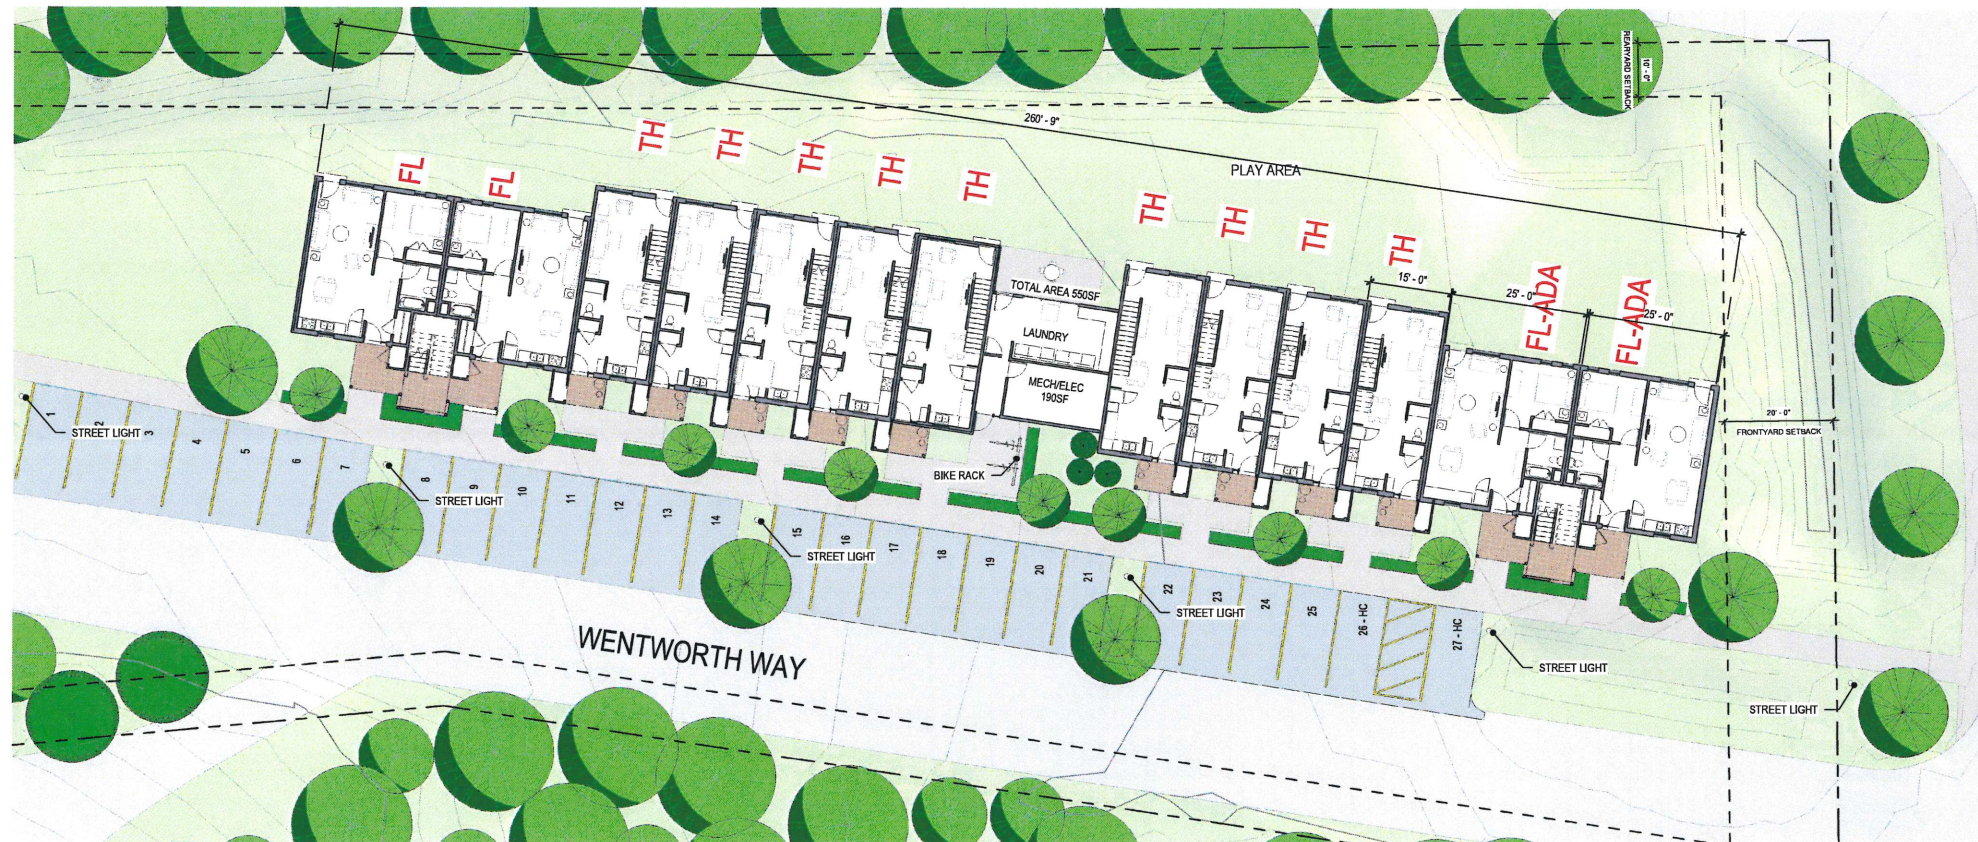 REARYARD SETBACK
10' - 0"
260' - 9"
PLAY AREA
FL
FL
TH
TH
TH
TH
TH
TH
TH
TH
TH
FL-ADA
FL-ADA
15' - 0"
25' - 0"
25' - 0"
TOTAL AREA 550SF
LAUNDRY
MECH/ELEC
190SF
20' - 0"
FRONTYARD SETBACK
BIKE RACK
1
2
3
4
5
6
7
8
9
10
11
12
13
14
15
16
17
18
19
20
21
22
23
24
25
26 - HC
27 - HC
STREET LIGHT
STREET LIGHT
STREET LIGHT
STREET LIGHT
STREET LIGHT
STREET LIGHT
WENTWORTH WAY